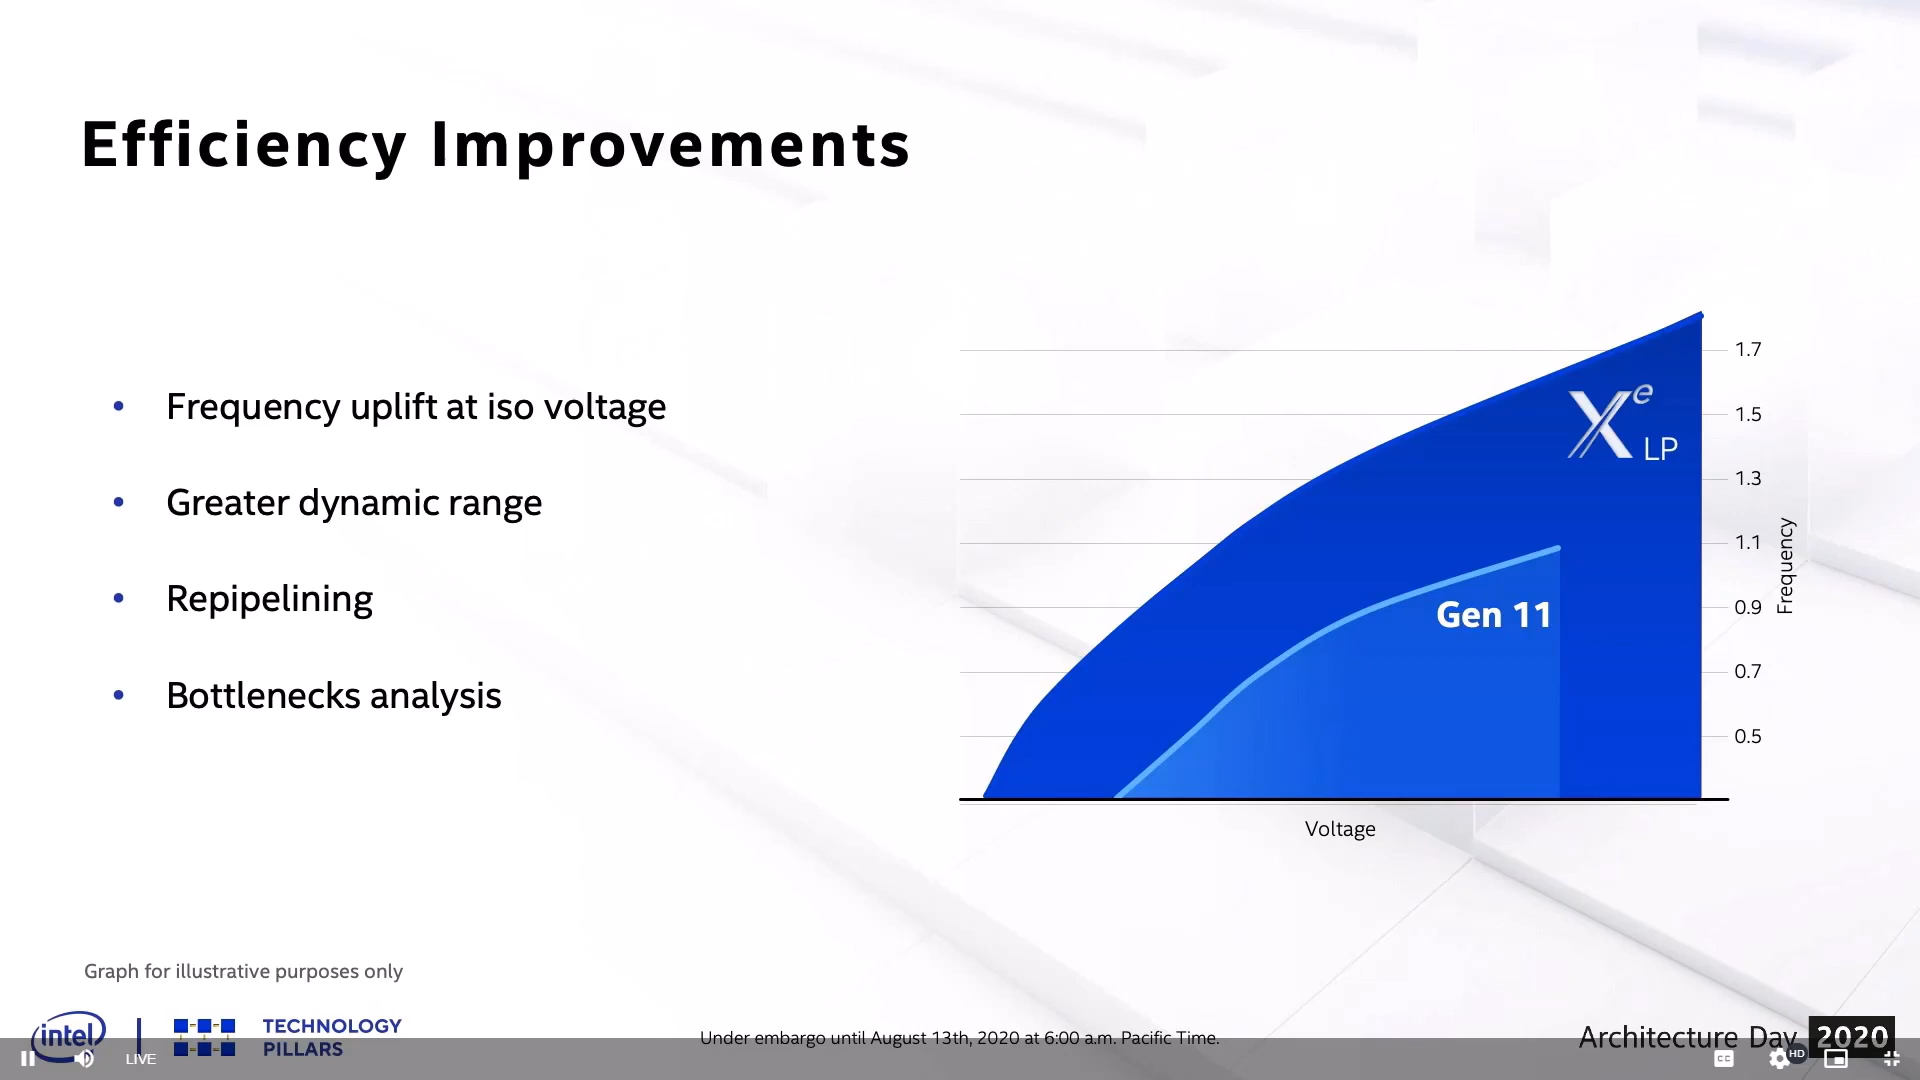 Efficiency Improvements
• Frequency uplift at iso voltage
• Greater dynamic range
• Repipelining
• Bottlenecks analysis
1.7
1.5
1.3
1.1
0.9
0.7
0.5
Frequency
Xe LP
Gen 11
Voltage
Graph for illustrative purposes only
intel
TECHNOLOGY
PILLARS
Under embargo until August 13th, 2020 at 6:00 a.m. Pacific Time.
Architecture Day 2020
LIVE
CC
HD